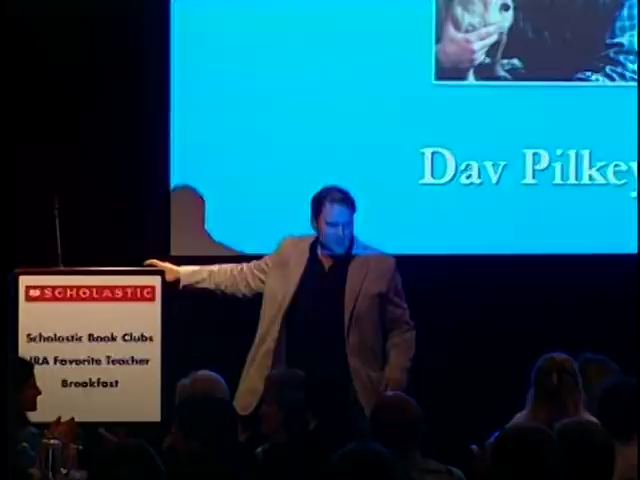 Dav Pilkey
SCHOLASTIC
Scholastic Book Clubs
IRA Favorite Teacher
Breakfast